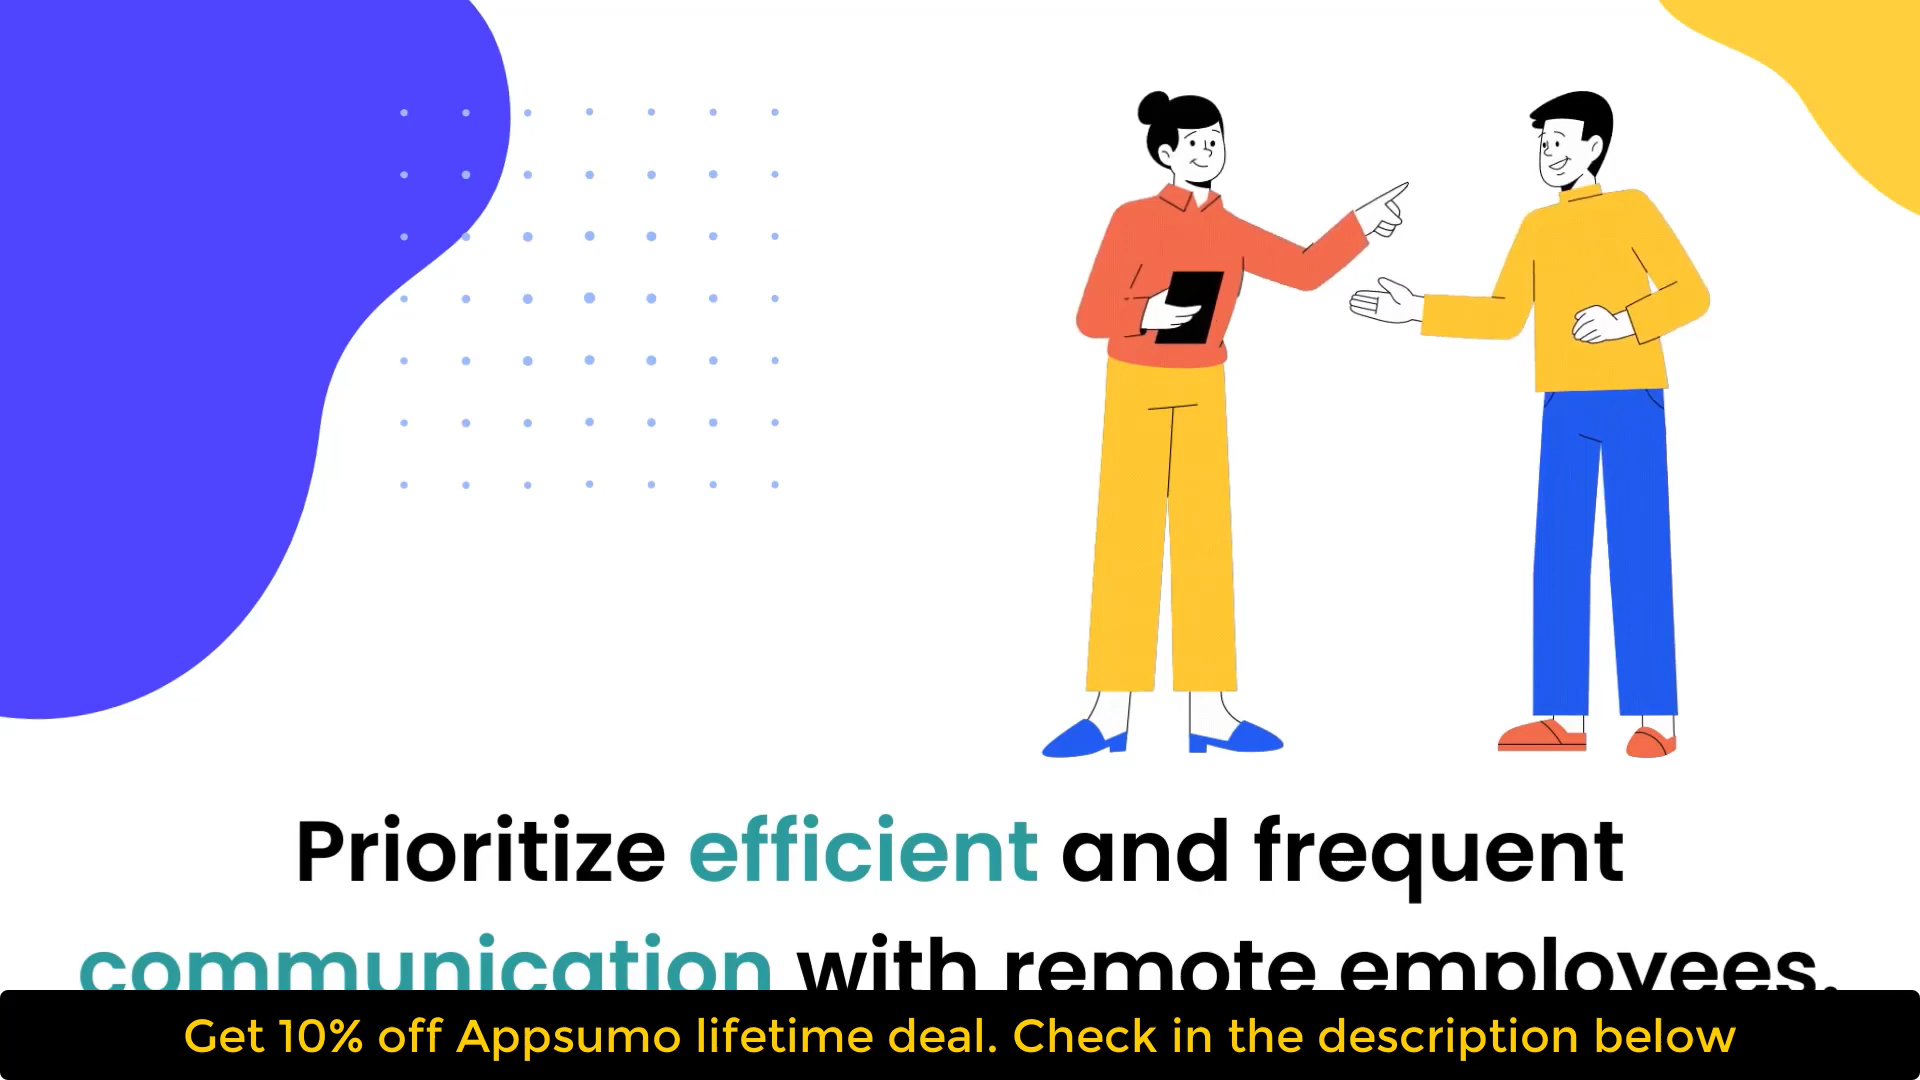 Prioritize efficient and frequent
communication with remote employees.
Get 10% off Appsumo lifetime deal. Check in the description below